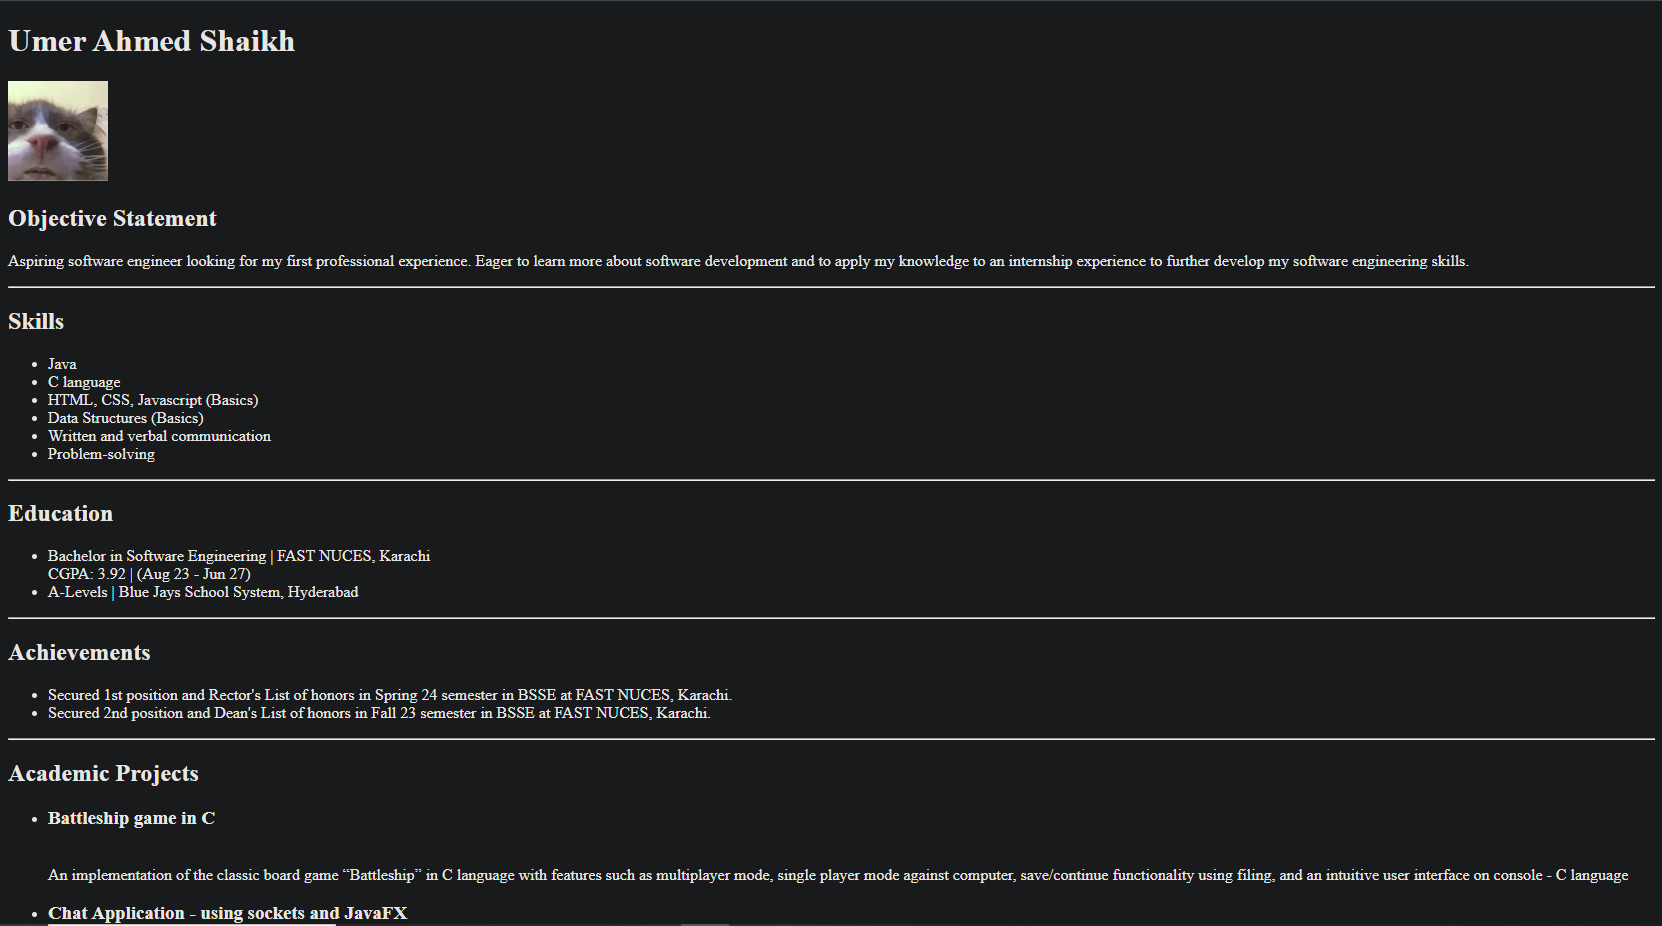 Umer Ahmed Shaikh
Objective Statement
Aspiring software engineer looking for my first professional experience. Eager to learn more about software development and to apply my knowledge to an internship experience to further develop my software engineering skills.
Skills
Java
C language
HTML, CSS, Javascript (Basics)
Data Structures (Basics)
Written and verbal communication
Problem-solving
Education
Bachelor in Software Engineering | FAST NUCES, Karachi
CGPA: 3.92 | (Aug 23 - Jun 27)
A-Levels | Blue Jays School System, Hyderabad
Achievements
Secured 1st position and Rector's List of honors in Spring 24 semester in BSSE at FAST NUCES, Karachi.
Secured 2nd position and Dean's List of honors in Fall 23 semester in BSSE at FAST NUCES, Karachi.
Academic Projects
Battleship game in C
An implementation of the classic board game “Battleship” in C language with features such as multiplayer mode, single player mode against computer, save/continue functionality using filing, and an intuitive user interface on console - C language
Chat Application - using sockets and JavaFX